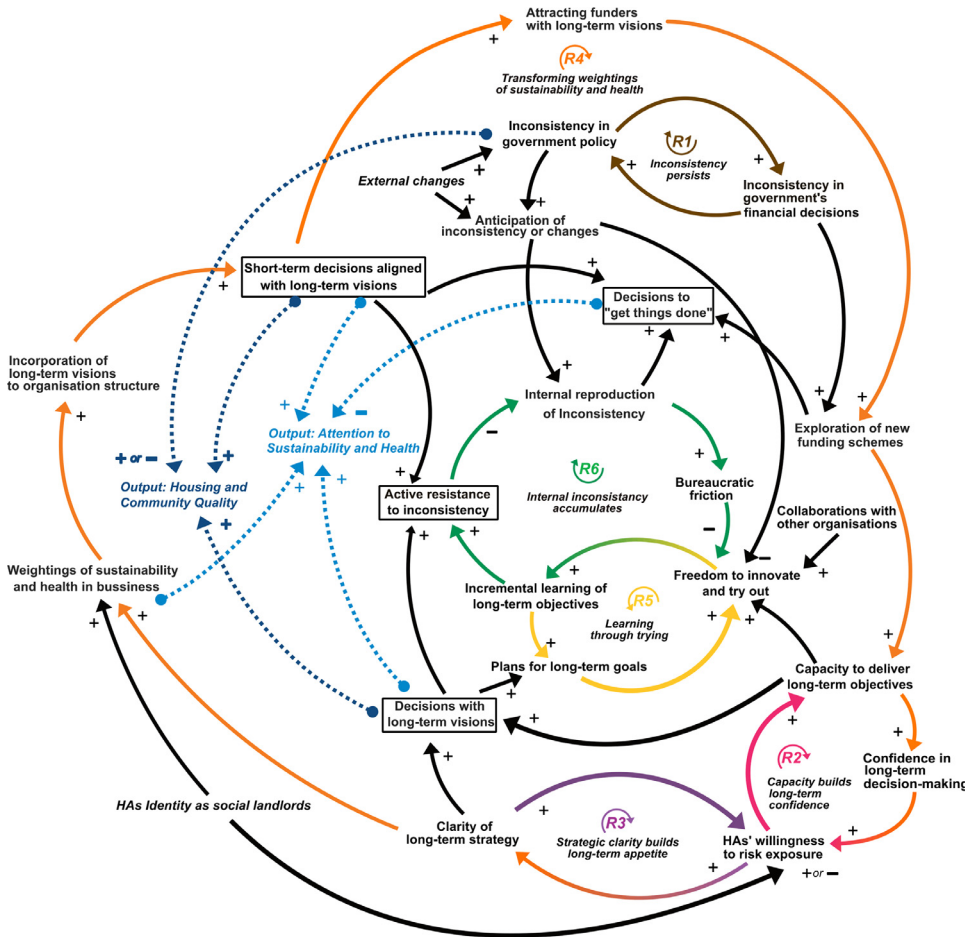 Attracting funders
with long-term visions
+
R4
Transforming weightings
of sustainability and health
Inconsistency in
government policy
R1
Inconsistency
persists
+
+
+
External changes
+
+
Inconsistency in
government's
financial decisions
Anticipation of
inconsistency or changes
Short-term decisions aligned
with long-term visions
+
+
Decisions to
"get things done"
+
+
Incorporation of
long-term visions
to organisation structure
+
+
Internal reproduction
of Inconsistency
+
+
Exploration of new
funding schemes
+
-
Output: Attention to
Sustainability and Health
-
+ or -
+
Output: Housing and
Community Quality
+
+
+
R6
Internal inconsistancy
accumulates
+
Bureaucratic
friction
Active resistance
to inconsistency
+
+
+
-
Collaborations with
other organisations
-
Weightings of sustainability
and health in bussiness
+
+
Freedom to innovate
and try out
+
+
+
Incremental learning of
long-term objectives
R5
Learning
through trying
+
Plans for long-term goals
+
Capacity to deliver
long-term objectives
+
Decisions with
long-term visions
+
+
+
+
R2
Capacity builds
long-term
confidence
Confidence in
long-term
decision-making
HAs Identity as social landlords
Clarity of
long-term strategy
+
R3
Strategic clarity builds
long-term appetite
+
HAs' willingness
to risk exposure
+
+ or -